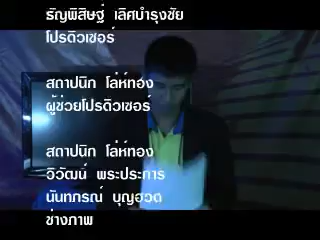 ธัญพิสิษฐ์ เลิศบำรุงชัย
โปรดิวเซอร์
สถาปนิก โล่ห์ทอง
ผู้ช่วยโปรดิวเซอร์
สถาปนิก โล่ห์ทอง
วิวัฒน์ พระประการ
นันทภรณ์ บุญฮวด
ช่างภาพ